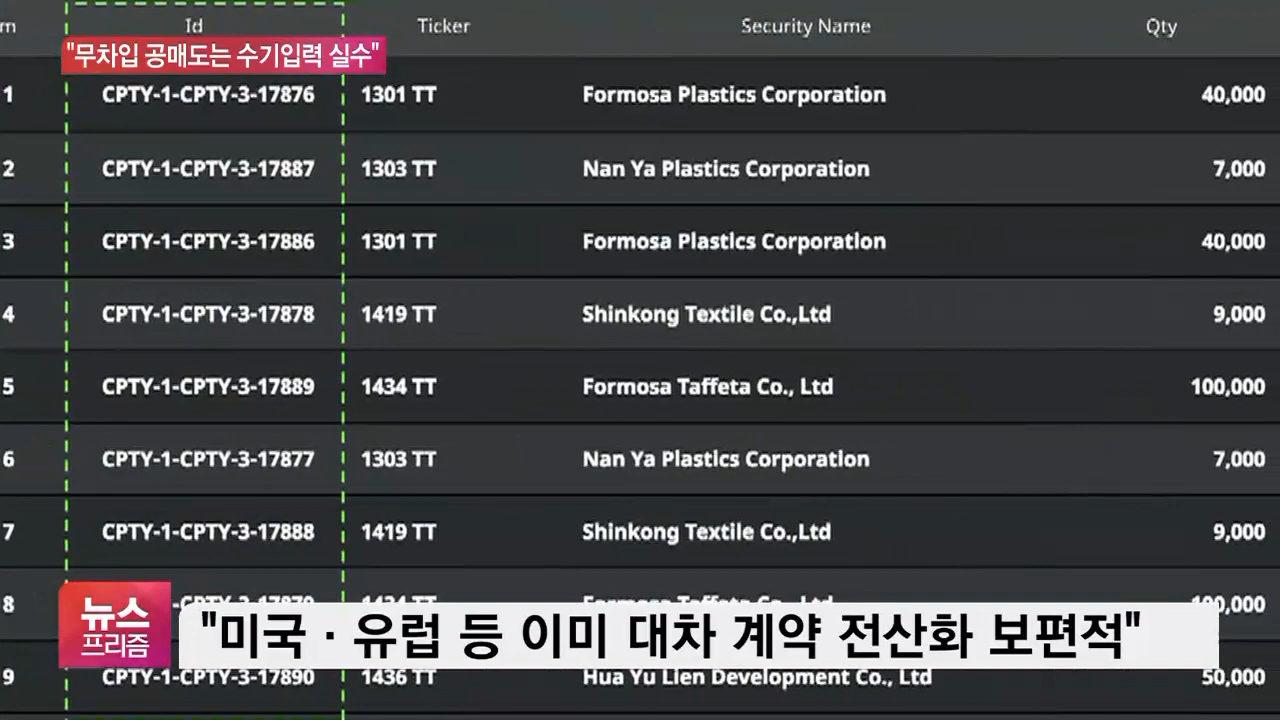 m Id Ticker Security Name Qty
"무차입 공매도는 수기입력 실수"
1 CPTY-1-CPTY-3-17876 1301 TT Formosa Plastics Corporation 40,000
2 CPTY-1-CPTY-3-17887 1303 TT Nan Ya Plastics Corporation 7,000
3 CPTY-1-CPTY-3-17886 1301 TT Formosa Plastics Corporation 40,000
4 CPTY-1-CPTY-3-17878 1419 TT Shinkong Textile Co.,Ltd 9,000
5 CPTY-1-CPTY-3-17889 1434 TT Formosa Taffeta Co., Ltd 100,000
6 CPTY-1-CPTY-3-17877 1303 TT Nan Ya Plastics Corporation 7,000
7 CPTY-1-CPTY-3-17888 1419 TT Shinkong Textile Co.,Ltd 9,000
8
뉴스
프리즘
"미국·유럽 등 이미 대차 계약 전산화 보편적"
9 CPTY-1-CPTY-3-17890 1436 TT Hua Yu Lien Development Co., Ltd 50,000